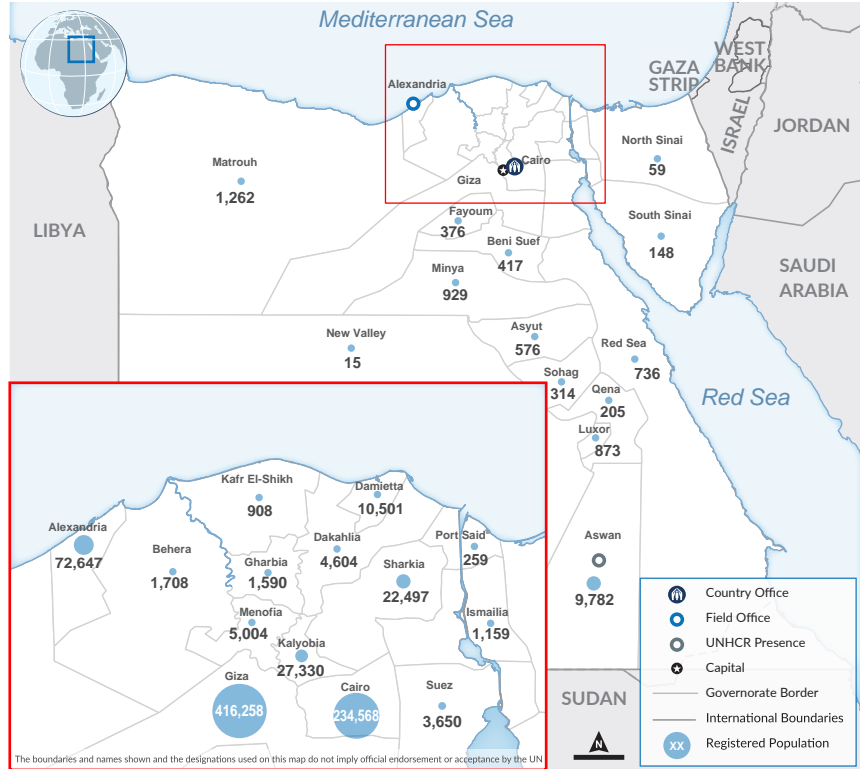 Mediterranean Sea
WEST
BANK
GAZA
STRIP
ISRAEL
JORDAN
Alexandria
North Sinai
59
Cairo
Giza
Matrouh
1,262
Fayoum
376
South Sinai
148
LIBYA
Beni Suef
417
Minya
929
SAUDI
ARABIA
New Valley
15
Asyut
576
Red Sea
736
Sohag
314
Qena
205
Red Sea
Luxor
873
Kafr El-Shikh
908
Damietta
10,501
Alexandria
72,647
Behera
1,708
Dakahlia
4,604
Port Said
259
Gharbia
1,590
Sharkia
22,497
Aswan
9,782
Menofia
5,004
Ismailia
1,159
Kalyobia
27,330
Giza
416,258
Cairo
234,568
Suez
3,650
SUDAN
N
Country Office
Field Office
UNHCR Presence
Capital
Governorate Border
International Boundaries
XX Registered Population
The boundaries and names shown and the designations used on this map do not imply official endorsement or acceptance by the UN